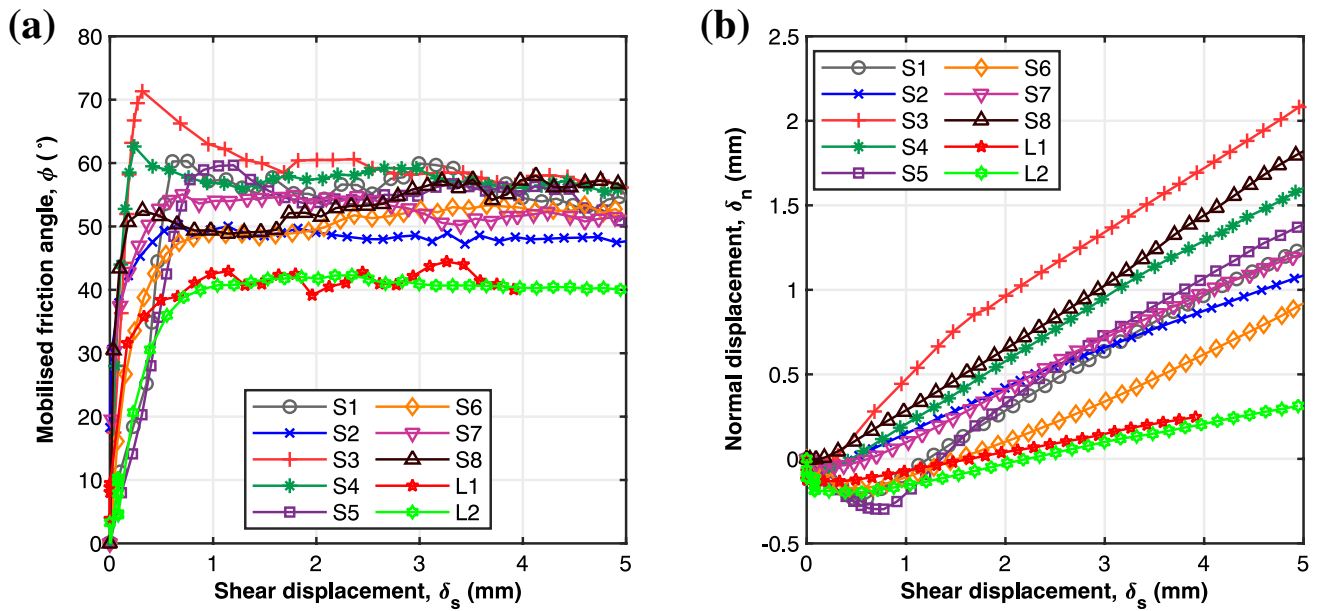 (a)
80
70
60
50
40
30
20
10
0
Mobilised friction angle, ϕ (°)
S1 S6
S2 S7
S3 S8
S4 L1
S5 L2
0 1 2 3 4 5
Shear displacement, δs (mm)
(b)
2.5
2
1.5
1
0.5
0
-0.5
Normal displacement, δn (mm)
S1 S6
S2 S7
S3 S8
S4 L1
S5 L2
0 1 2 3 4 5
Shear displacement, δs (mm)